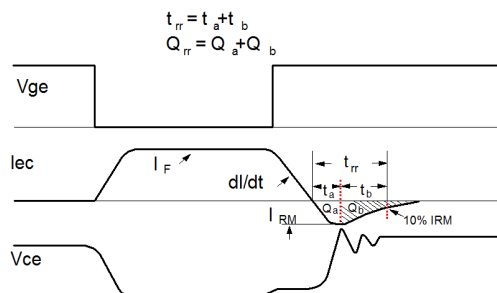 t rr = t a+t b
Q rr = Q a+Q b
Vge
Iec
I F
dI/dt
t rr
t a
t b
Q a
Q b
I RM
10% IRM
Vce